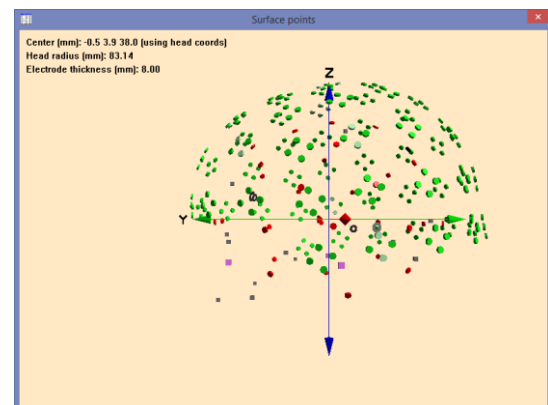 Surface points
Center (mm): -0.5 3.9 38.0 (using head coords)
Head radius (mm): 83.14
Electrode thickness (mm): 8.00
Z
Y